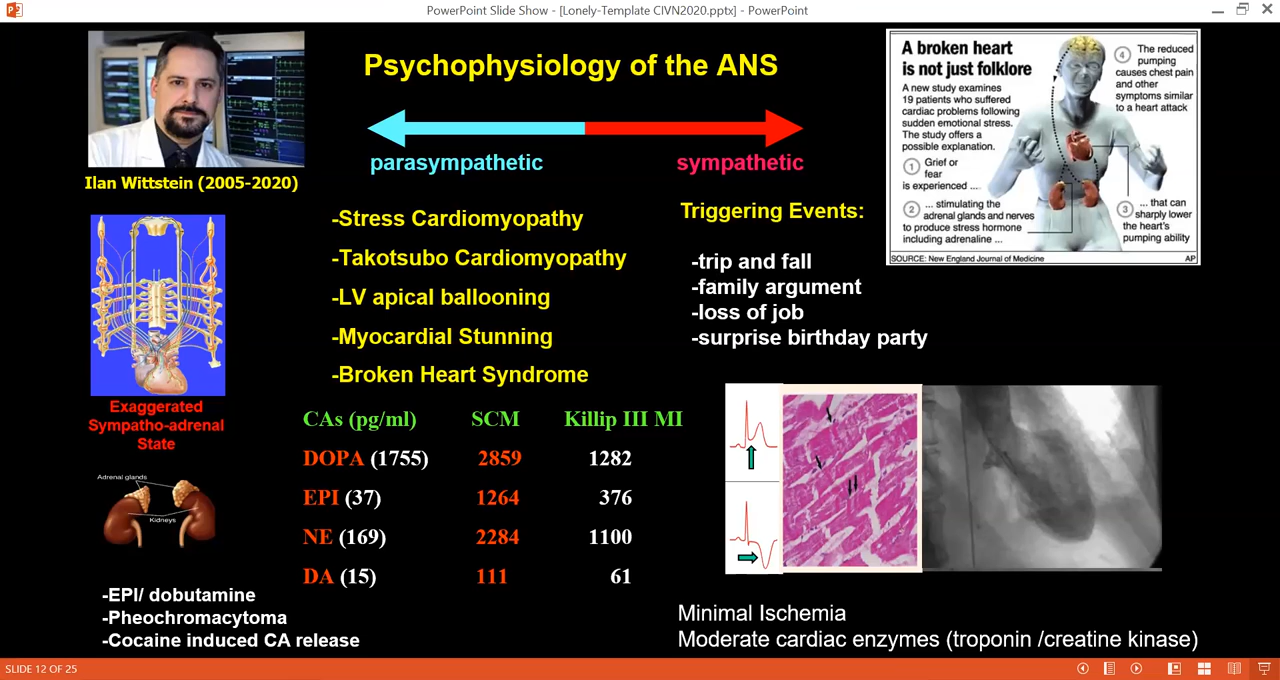 PowerPoint Slide Show - [Lonely-Template CIVN2020.pptx] - PowerPoint
Psychophysiology of the ANS
parasympathetic
sympathetic
Ilan Wittstein (2005-2020)
A broken heart
is not just folklore
A new study examines
19 patients who suffered
cardiac problems following
sudden emotional stress.
The study offers a
possible explanation.
1 Grief or
fear
is experienced ...
2 ... stimulating the
adrenal glands and nerves
to produce stress hormone
including adrenaline ...
3 ... that can
sharply lower
the heart's
pumping ability
4 The reduced
pumping
causes chest pain
and other
symptoms similar
to a heart attack
SOURCE: New England Journal of Medicine
AP
-Stress Cardiomyopathy
-Takotsubo Cardiomyopathy
-LV apical ballooning
-Myocardial Stunning
-Broken Heart Syndrome
Triggering Events:
-trip and fall
-family argument
-loss of job
-surprise birthday party
Exaggerated
Sympatho-adrenal
State
Adrenal glands
Kidneys
CAs (pg/ml) SCM Killip III MI
DOPA (1755) 2859 1282
EPI (37) 1264 376
NE (169) 2284 1100
DA (15) 111 61
-EPI/ dobutamine
-Pheochromacytoma
-Cocaine induced CA release
Minimal Ischemia
Moderate cardiac enzymes (troponin /creatine kinase)
SLIDE 12 OF 25